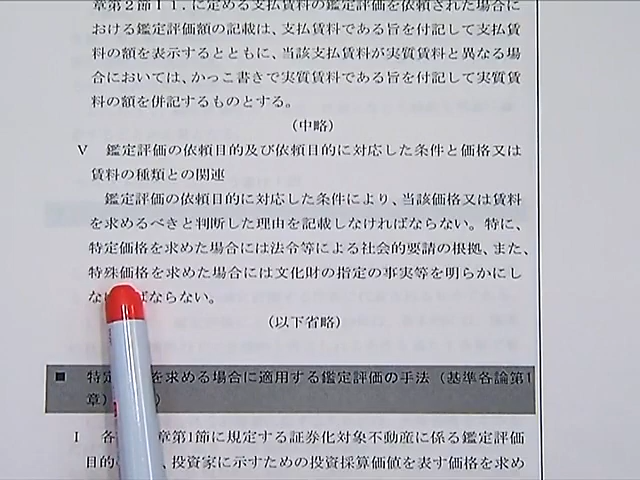 章第2節Ⅰ1.に定める支払賃料の鑑定評価を依頼された場合に
おける鑑定評価額の記載は、支払賃料である旨を付記して支払賃
料の額を表示するとともに、当該支払賃料が実質賃料と異なる場
合においては、かっこ書きで実質賃料である旨を付記して実質賃
料の額を併記するものとする。
(中略)
Ⅴ 鑑定評価の依頼目的及び依頼目的に対応した条件と価格又は
賃料の種類との関連
鑑定評価の依頼目的に対応した条件により、当該価格又は賃料
を求めるべきと判断した理由を記載しなければならない。特に、
特定価格を求めた場合には法令等による社会的要請の根拠、また、
特殊価格を求めた場合には文化財の指定の事実等を明らかにし
な ばならない。
(以下省略)
■ 特 を求める場合に適用する鑑定評価の手法(基準各論第1
章)
Ⅰ 各 章第1節に規定する証券化対象不動産に係る鑑定評価
目的 、投資家に示すための投資採算価値を表す価格を求め